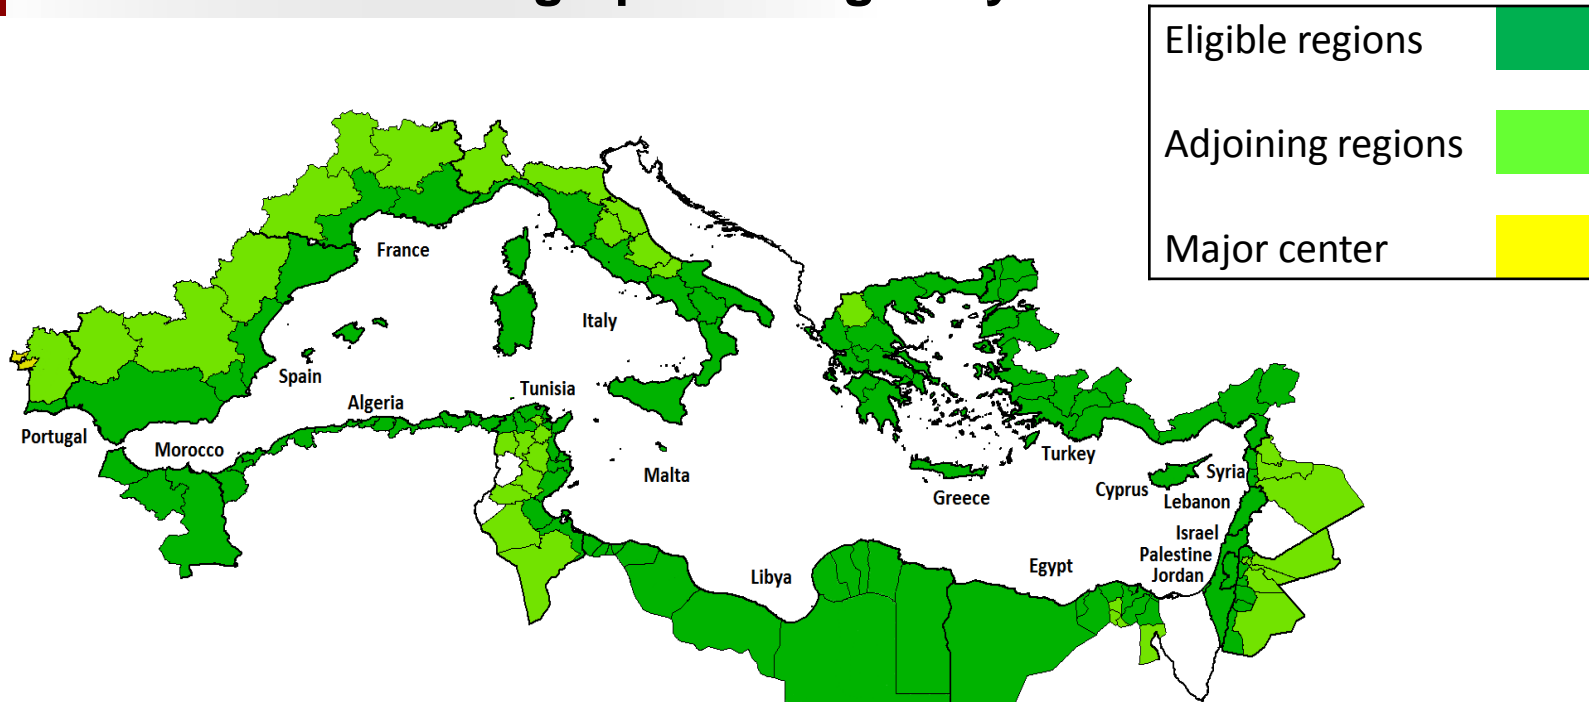 Eligible regions
Adjoining regions
Major center
France
Italy
Spain
Tunisia
Algeria
Portugal
Morocco
Malta
Turkey
Greece
Cyprus
Syria
Lebanon
Israel
Palestine
Jordan
Egypt
Libya